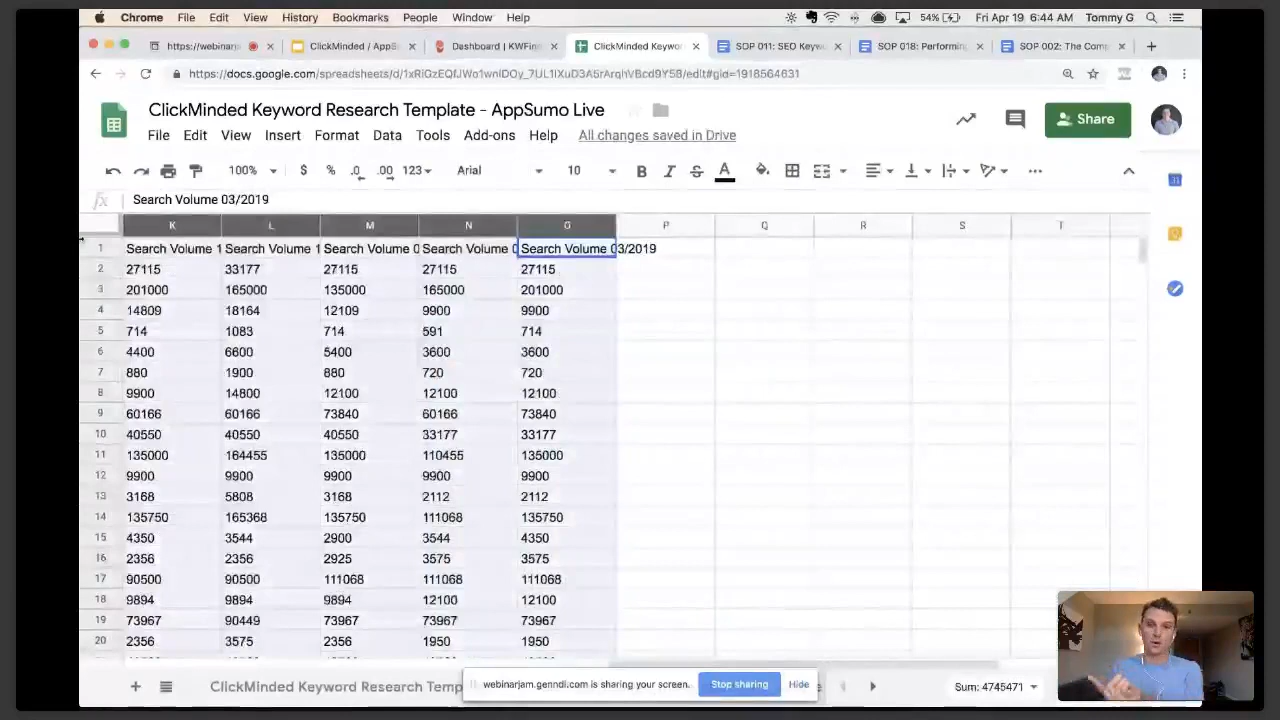 Chrome File Edit View History Bookmarks People Window Help 54% Fri Apr 19 6:44 AM Tommy G
https://webinarj ClickMinded / AppS Dashboard | KWFin ClickMinded Keywo SOP 011: SEO Keyw SOP 018: Performin SOP 002: The Com
ClickMinded Keyword Research Template - AppSumo Live
File Edit View Insert Format Data Tools Add-ons Help All changes saved in Drive
Share
100% $ % .0 .00 123 Arial 10 B I S A
fx Search Volume 03/2019
K L M N O P Q R S T
1 Search Volume 1 Search Volume 1 Search Volume 0 Search Volume 0 Search Volume 03/2019
2 27115 33177 27115 27115 27115
3 201000 165000 135000 165000 201000
4 14809 18164 12109 9900 9900
5 714 1083 714 591 714
6 4400 6600 5400 3600 3600
7 880 1900 880 720 720
8 9900 14800 12100 12100 12100
9 60166 60166 73840 60166 73840
10 40550 40550 40550 33177 33177
11 135000 164455 135000 110455 135000
12 9900 9900 9900 9900 9900
13 3168 5808 3168 2112 2112
14 135750 165368 135750 111068 135750
15 4350 3544 2900 3544 4350
16 2356 2356 2925 3575 3575
17 90500 90500 111068 111068 111068
18 9894 9894 9894 12100 12100
19 73967 90449 73967 73967 73967
20 2356 3575 2356 1950 1950
ClickMinded Keyword Research Temp webinarjam.genndi.com is sharing your screen. Stop sharing Hide Sum: 4745471